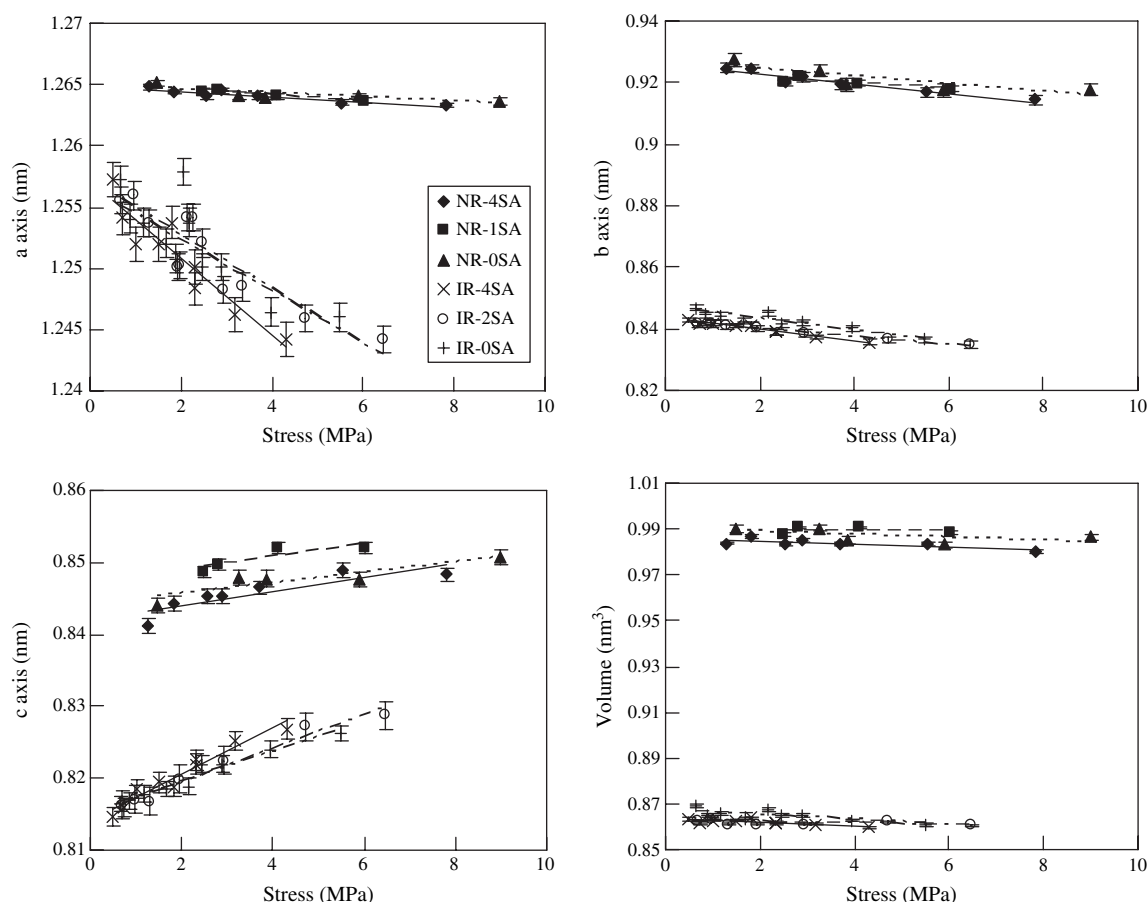 1.27
1.265
1.26
1.255
1.25
1.245
1.24
a axis (nm)
0 2 4 6 8 10
Stress (MPa)
NR-4SA
NR-1SA
NR-0SA
IR-4SA
IR-2SA
IR-0SA
0.94
0.92
0.9
0.88
0.86
0.84
0.82
b axis (nm)
0 2 4 6 8 10
Stress (MPa)
0.86
0.85
0.84
0.83
0.82
0.81
c axis (nm)
0 2 4 6 8 10
Stress (MPa)
1.01
0.99
0.97
0.95
0.93
0.91
0.89
0.87
0.85
Volume (nm³)
0 2 4 6 8 10
Stress (MPa)